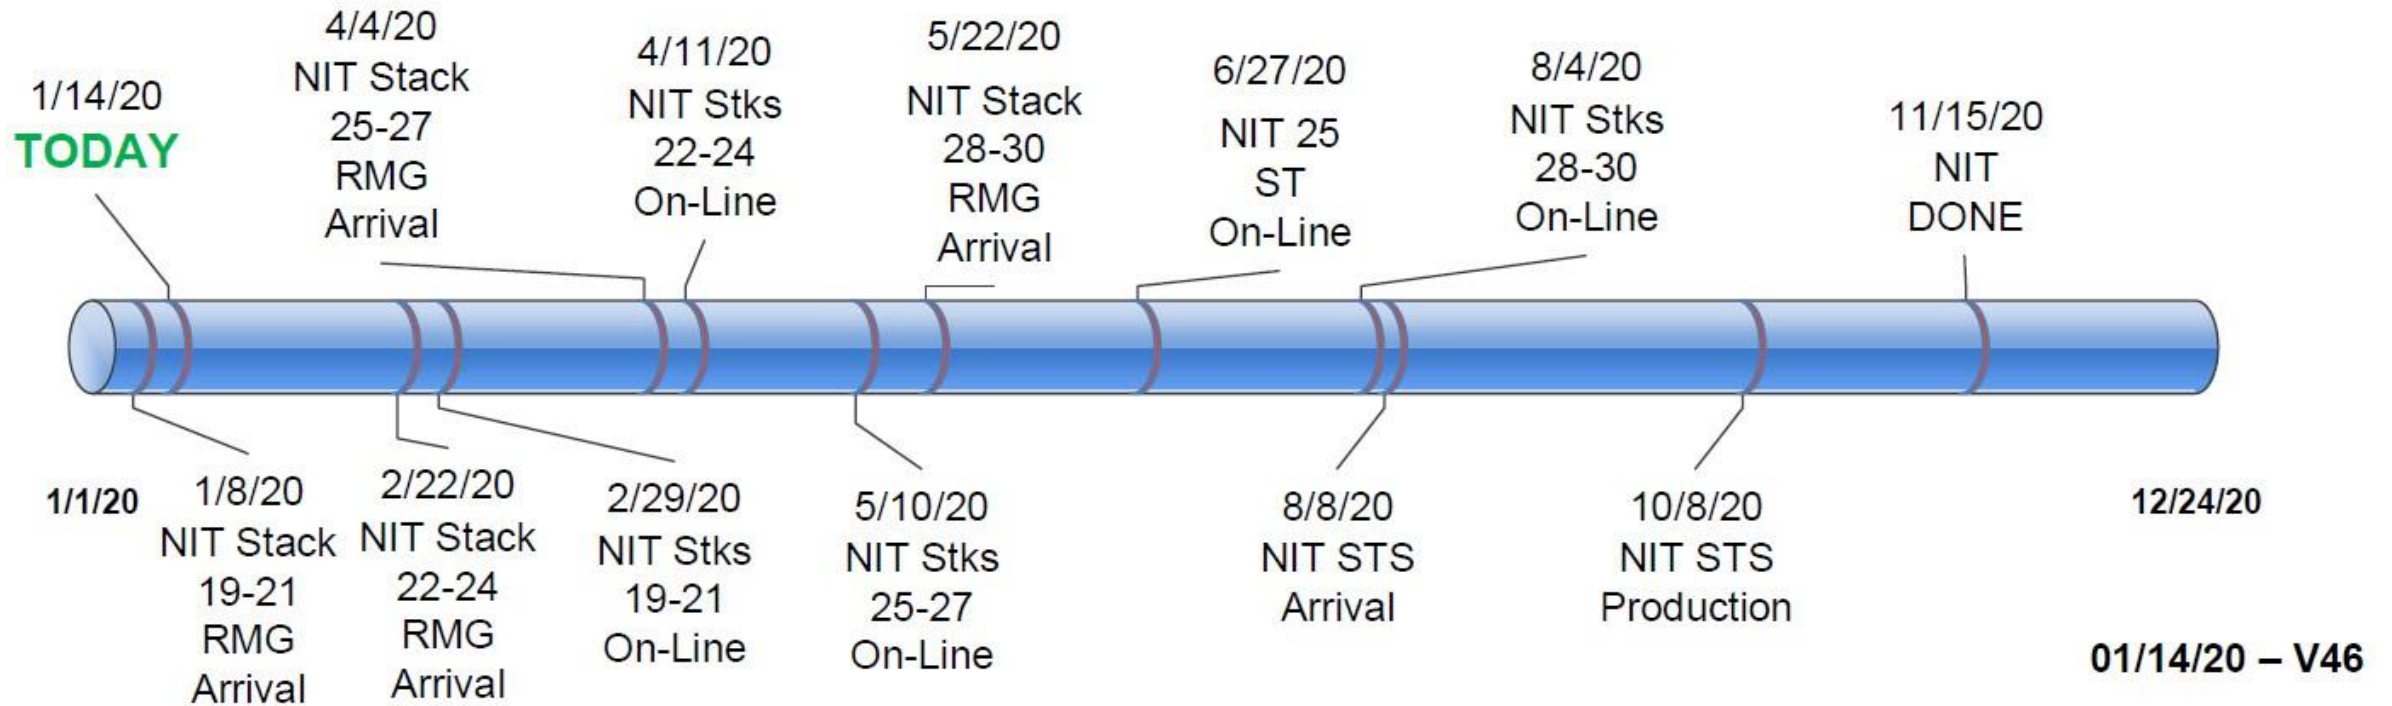 1/14/20
TODAY
4/4/20
NIT Stack
25-27
RMG
Arrival
4/11/20
NIT Stks
22-24
On-Line
5/22/20
NIT Stack
28-30
RMG
Arrival
6/27/20
NIT 25
ST
On-Line
8/4/20
NIT Stks
28-30
On-Line
11/15/20
NIT
DONE
1/1/20
1/8/20
NIT Stack
19-21
RMG
Arrival
2/22/20
NIT Stack
22-24
RMG
Arrival
2/29/20
NIT Stks
19-21
On-Line
5/10/20
NIT Stks
25-27
On-Line
8/8/20
NIT STS
Arrival
10/8/20
NIT STS
Production
12/24/20
01/14/20 – V46